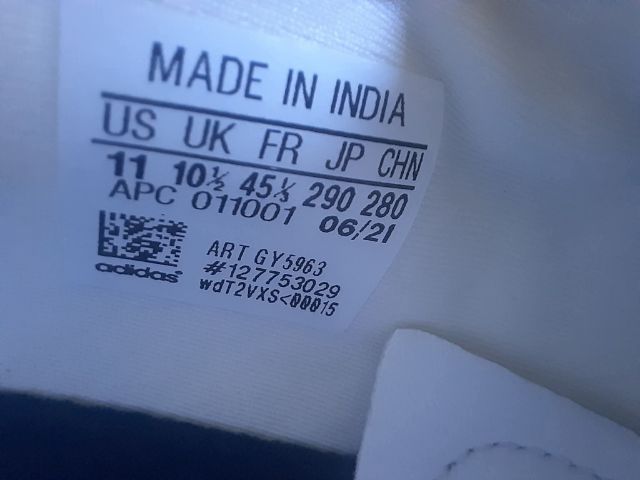 MADE IN INDIA
US UK FR JP CHN
11 10½ 45⅓ 290 280
APC 011001 06/21
ART GY5963
#127753029
wdT2VXS<00015
adidas